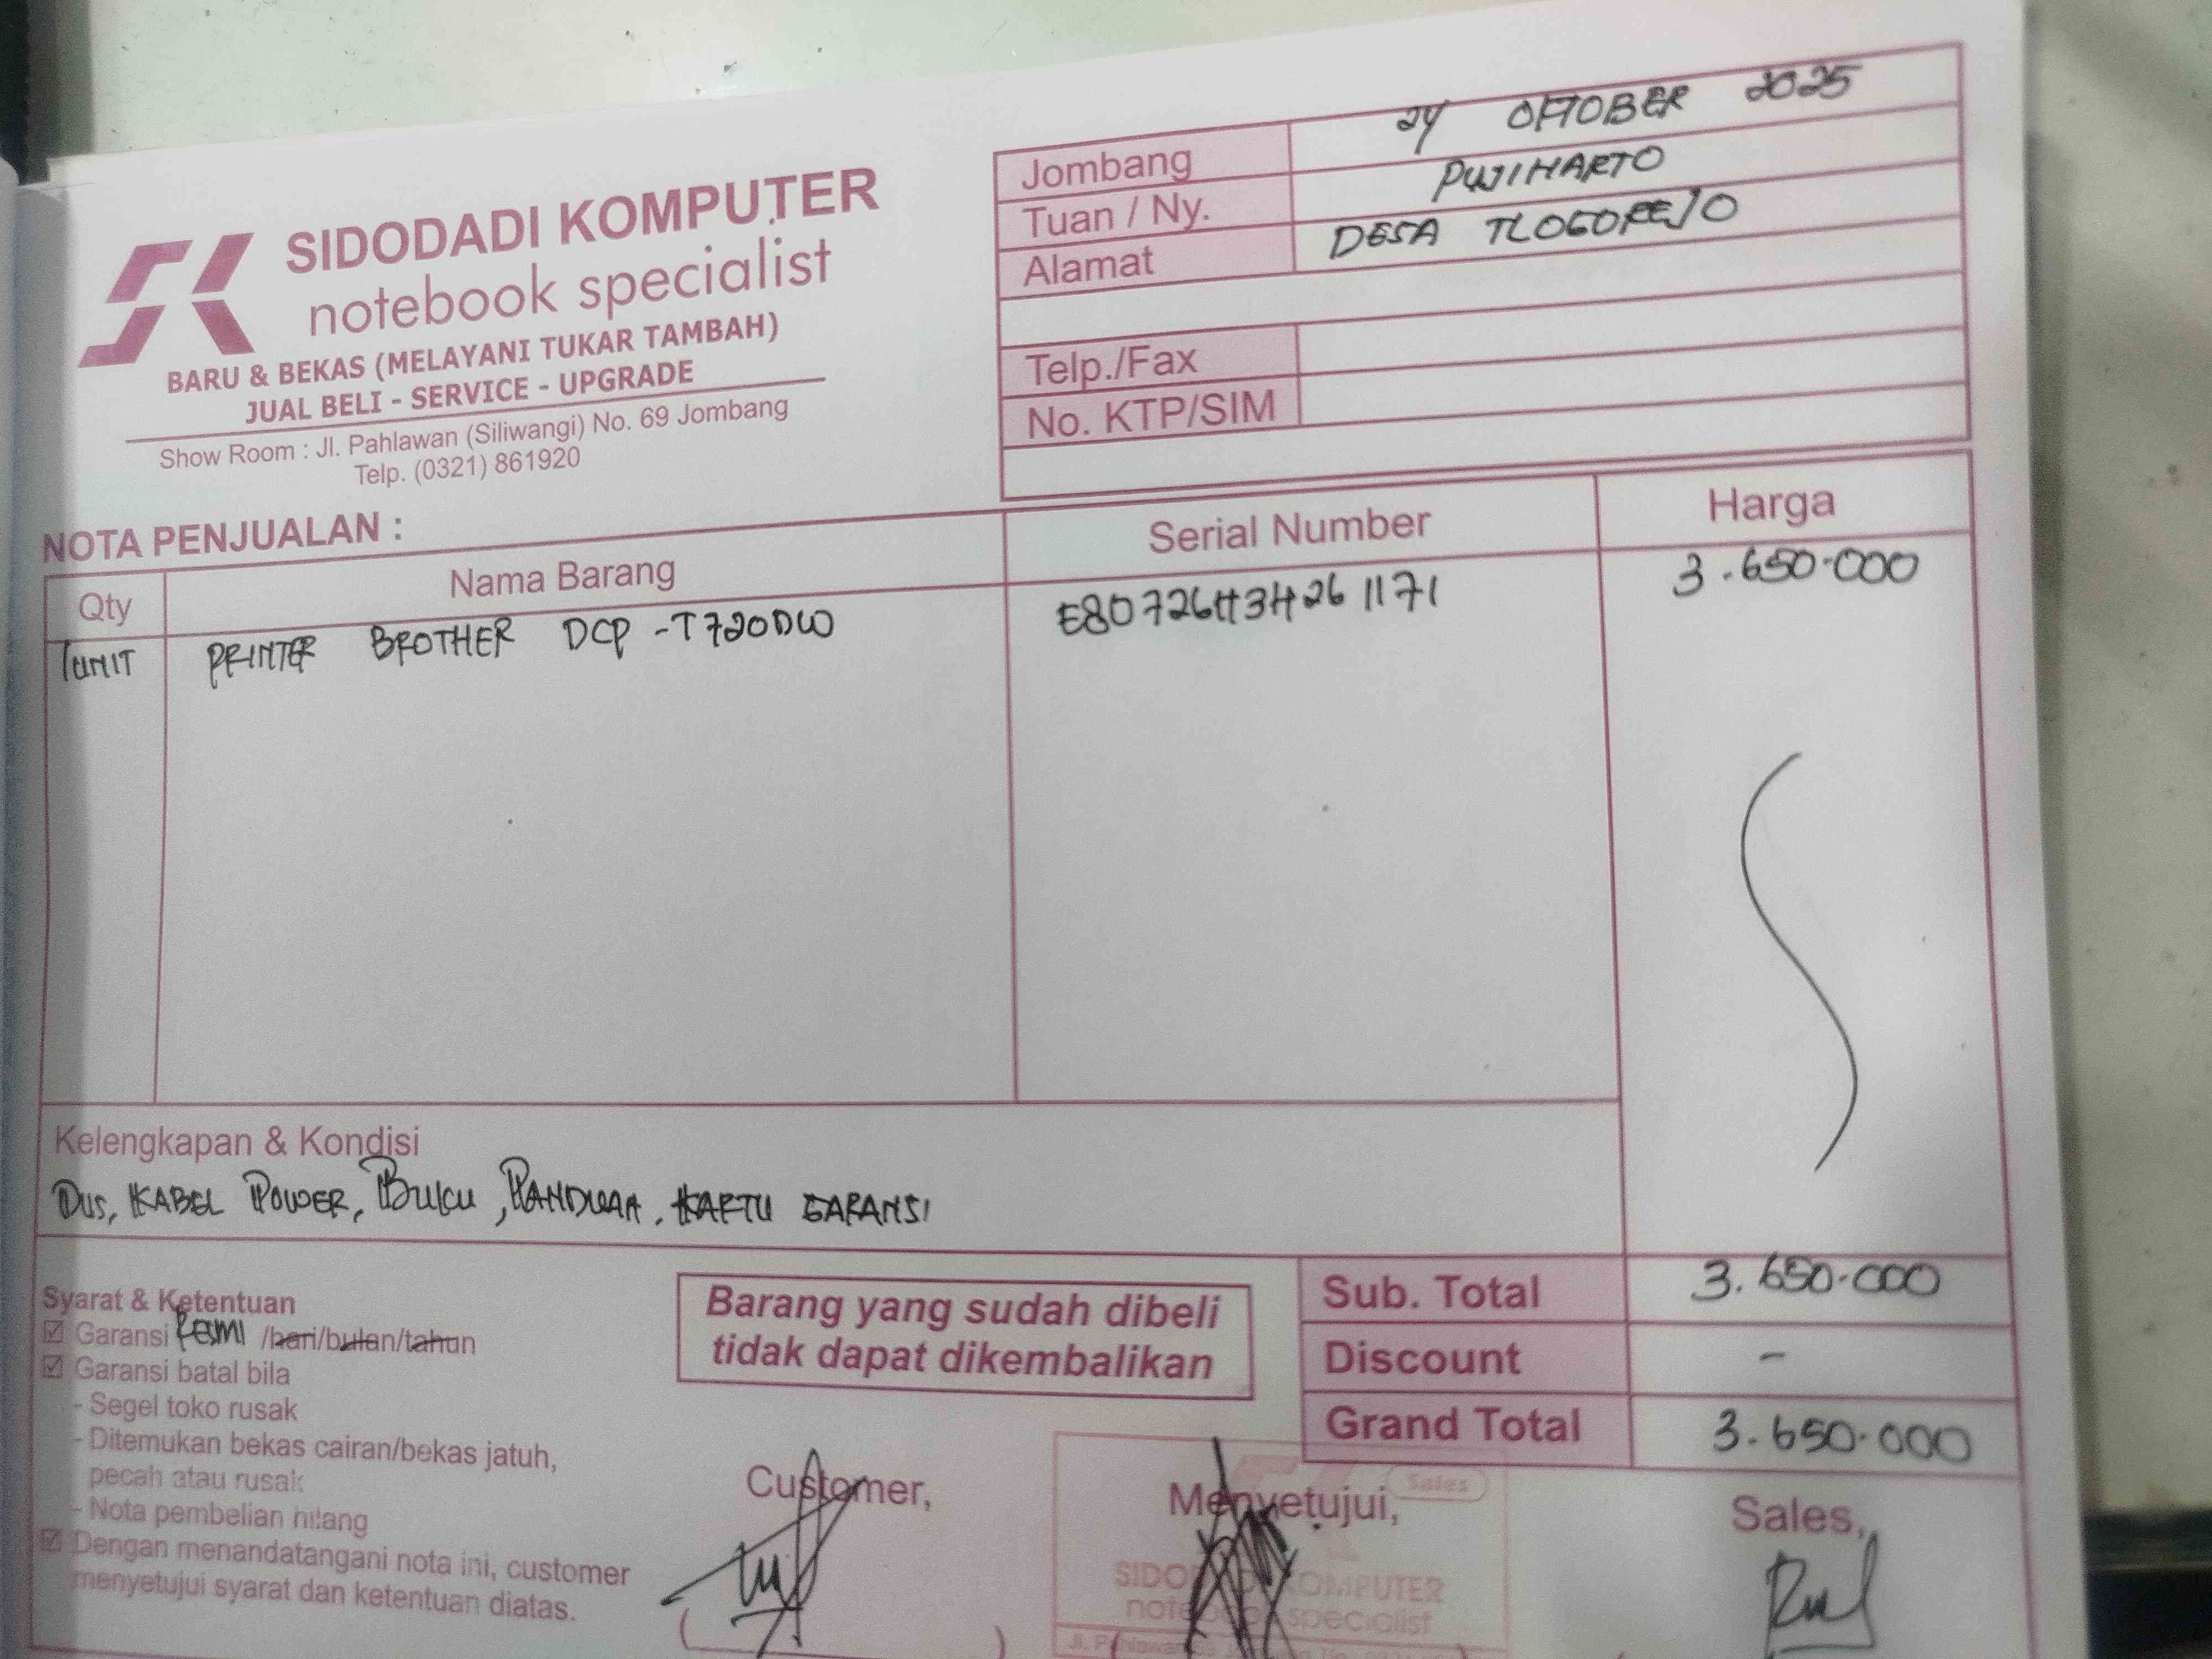 SIDODADI KOMPUTER
notebook specialist
BARU & BEKAS (MELAYANI TUKAR TAMBAH)
JUAL BELI - SERVICE - UPGRADE
Show Room : Jl. Pahlawan (Siliwangi) No. 69 Jombang
Telp. (0321) 861920
Jombang 24 OKTOBER 2025
Tuan / Ny. PUJIHARTO
Alamat DESA TLOGOREJO
Telp./Fax
No. KTP/SIM
NOTA PENJUALAN :
Qty Nama Barang Serial Number Harga
1 UNIT PRINTER BROTHER DCP-T720DW E80726H3H261171 3.650.000
Kelengkapan & Kondisi
DUS, KABEL POWER, BUKU, PANDUAN, KARTU GARANSI
Syarat & Ketentuan
Garansi RESMI /hari/bulan/tahun
Garansi batal bila
- Segel toko rusak
- Ditemukan bekas cairan/bekas jatuh,
pecah atau rusak
- Nota pembelian hilang
Dengan menandatangani nota ini, customer
menyetujui syarat dan ketentuan diatas.
Barang yang sudah dibeli
tidak dapat dikembalikan
Sub. Total 3.650.000
Discount -
Grand Total 3.650.000
Customer,
Menyetujui,
Sales,
Sales
SIDODADI KOMPUTER
notebook specialist